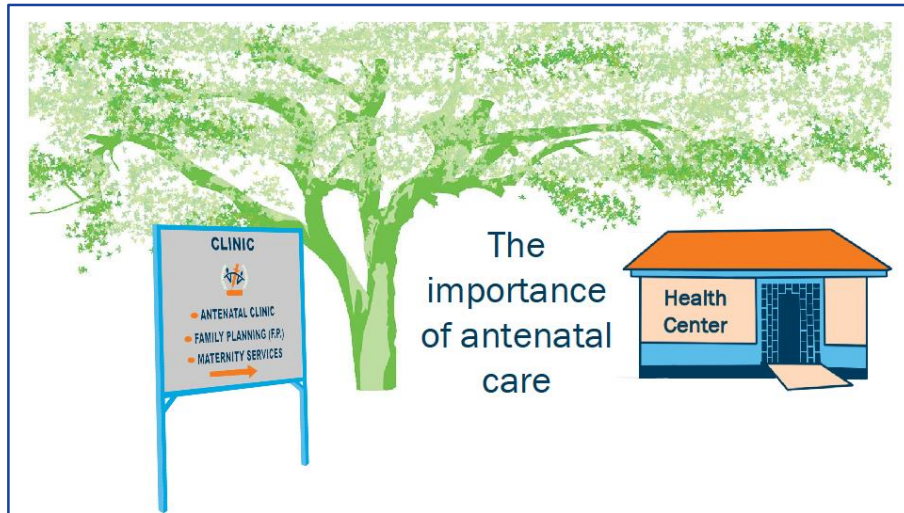 CLINIC
ANTENATAL CLINIC
FAMILY PLANNING (F.P.)
MATERNITY SERVICES
The
importance
of antenatal
care
Health
Center